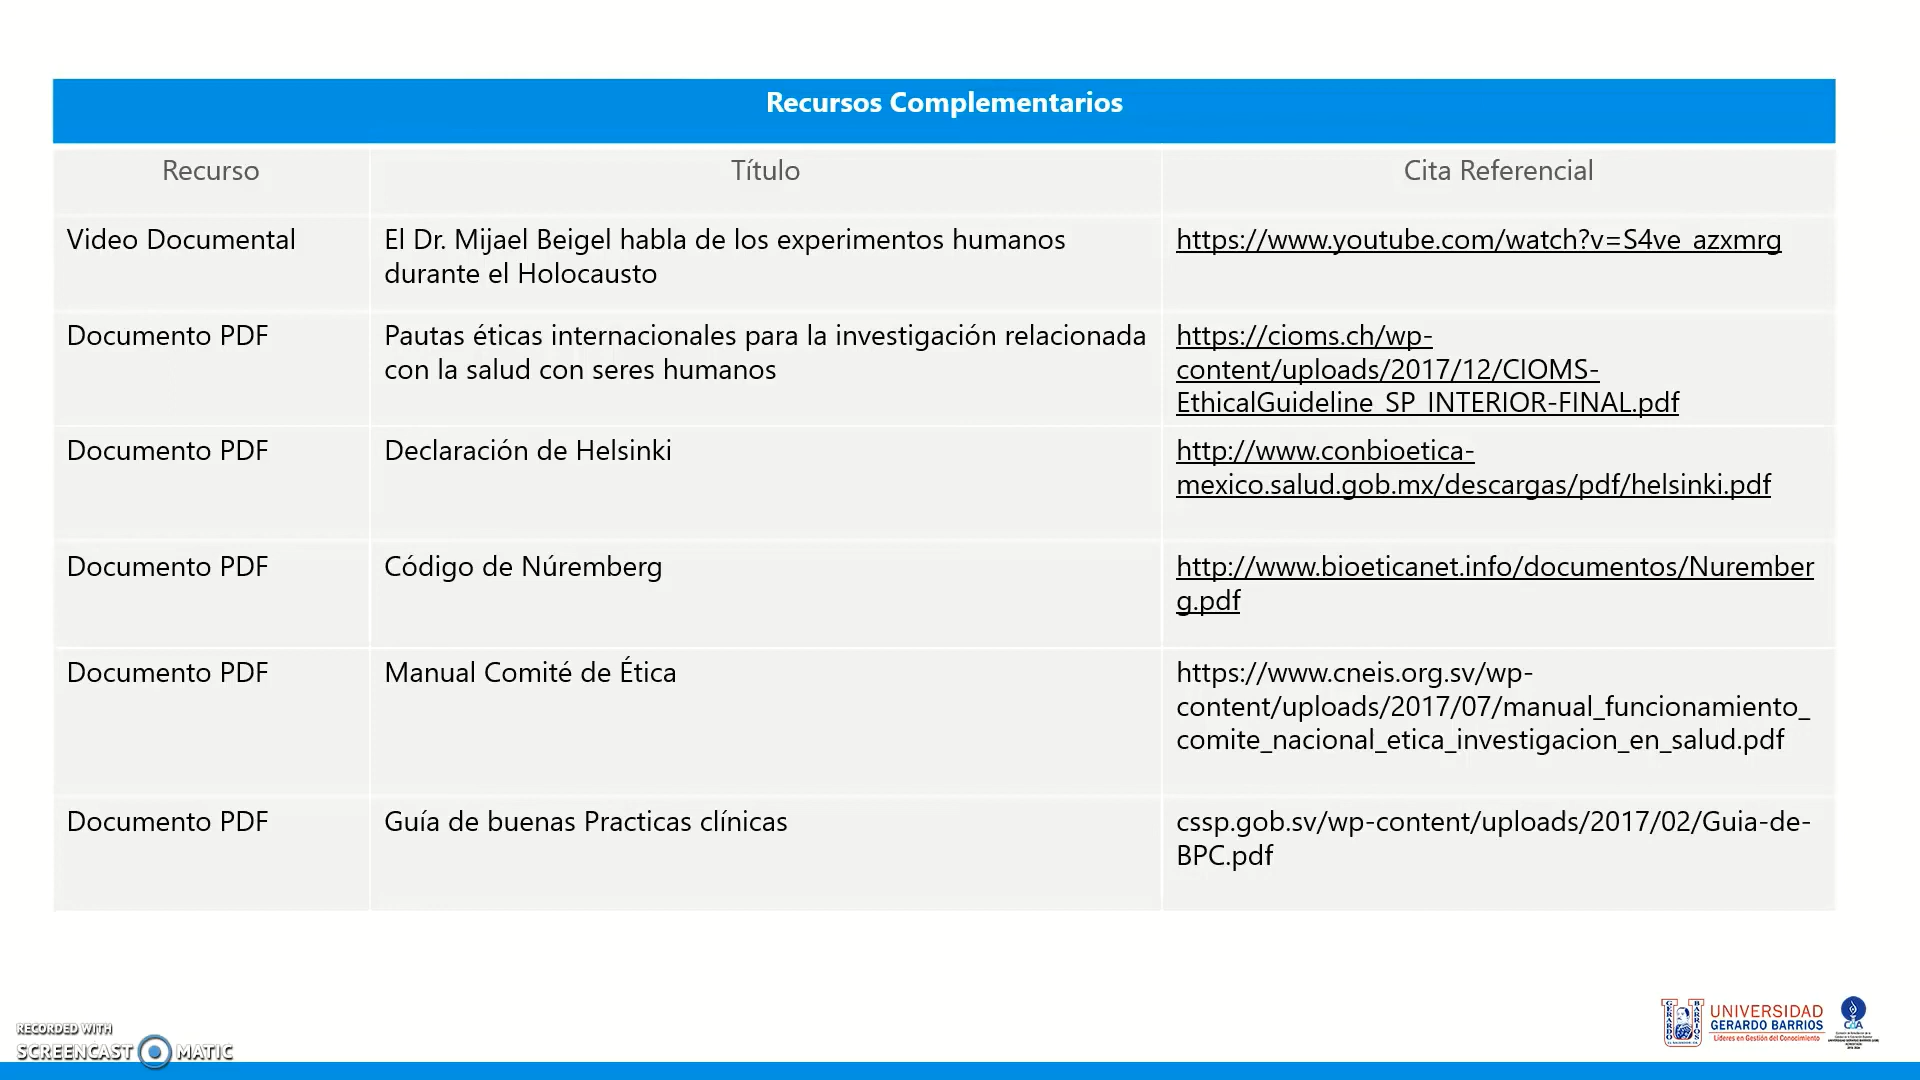 Recursos Complementarios
Recurso
Título
Cita Referencial
Video Documental
El Dr. Mijael Beigel habla de los experimentos humanos
durante el Holocausto
https://www.youtube.com/watch?v=S4ve_azxmrg
Documento PDF
Pautas éticas internacionales para la investigación relacionada
con la salud con seres humanos
https://cioms.ch/wp-
content/uploads/2017/12/CIOMS-
EthicalGuideline_SP_INTERIOR-FINAL.pdf
Documento PDF
Declaración de Helsinki
http://www.conbioetica-
mexico.salud.gob.mx/descargas/pdf/helsinki.pdf
Documento PDF
Código de Núremberg
http://www.bioeticanet.info/documentos/Nurember
g.pdf
Documento PDF
Manual Comité de Ética
https://www.cneis.org.sv/wp-
content/uploads/2017/07/manual_funcionamiento_
comite_nacional_etica_investigacion_en_salud.pdf
Documento PDF
Guía de buenas Practicas clínicas
cssp.gob.sv/wp-content/uploads/2017/02/Guia-de-
BPC.pdf
RECORDED WITH
SCREENCAST MATIC
GERARDO
BARRIOS
UNIVERSIDAD
GERARDO BARRIOS
Líderes en Gestión del Conocimiento
CdA